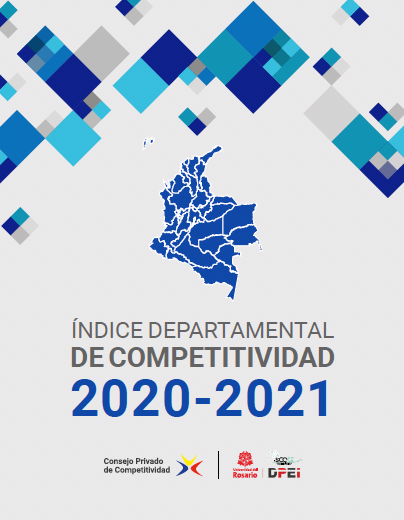 ÍNDICE DEPARTAMENTAL
DE COMPETITIVIDAD
2020-2021
Consejo Privado
de Competitividad
Universidad del
Rosario
DPEI